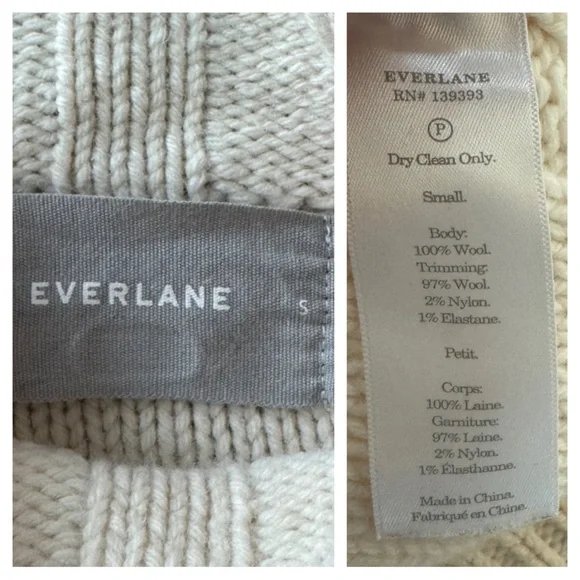 EVERLANE
S
EVERLANE
RN# 139393
P
Dry Clean Only.
Small.
Body:
100% Wool.
Trimming:
97% Wool.
2% Nylon.
1% Elastane.
Petit.
Corps:
100% Laine.
Garniture:
97% Laine.
2% Nylon.
1% Élasthanne.
Made in China.
Fabriqué en Chine.